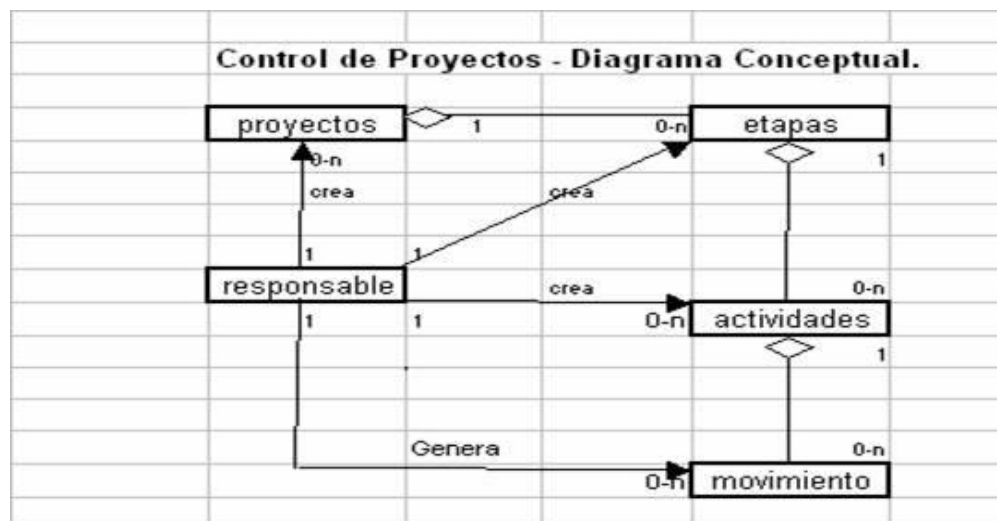 Control de Proyectos - Diagrama Conceptual.
proyectos
1
0-n
etapas
0-n
1
crea
crea
1
1
responsable
crea
0-n
1
1
0-n
actividades
1
Genera
0-n
0-n
movimiento